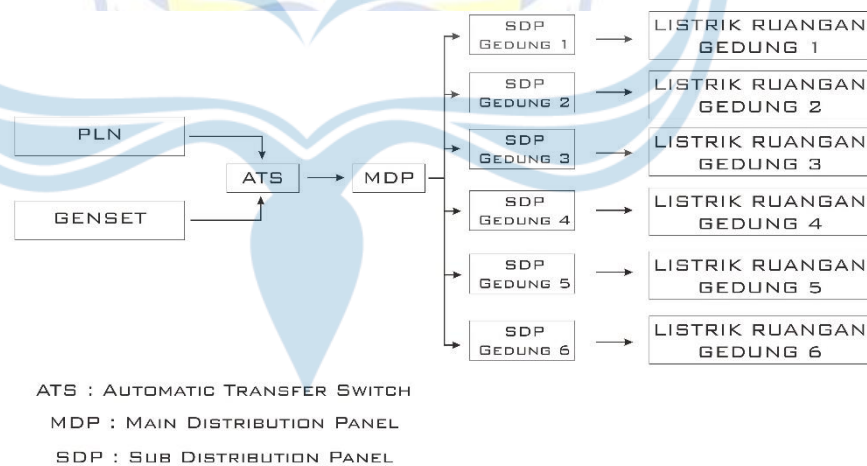 PLN
GENSET
ATS
MDP
SDP
GEDUNG 1
LISTRIK RUANGAN
GEDUNG 1
SDP
GEDUNG 2
LISTRIK RUANGAN
GEDUNG 2
SDP
GEDUNG 3
LISTRIK RUANGAN
GEDUNG 3
SDP
GEDUNG 4
LISTRIK RUANGAN
GEDUNG 4
SDP
GEDUNG 5
LISTRIK RUANGAN
GEDUNG 5
SDP
GEDUNG 6
LISTRIK RUANGAN
GEDUNG 6
ATS : AUTOMATIC TRANSFER SWITCH
MDP : MAIN DISTRIBUTION PANEL
SDP : SUB DISTRIBUTION PANEL